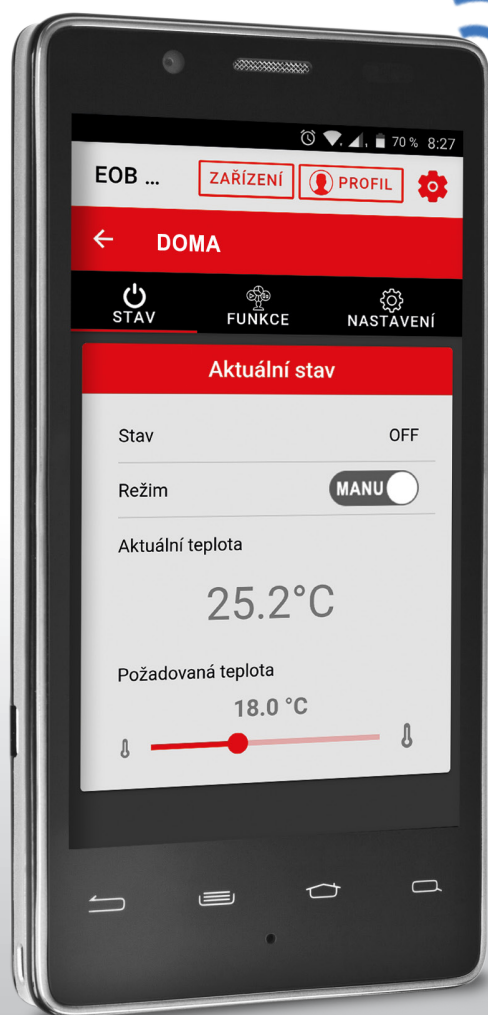 70 % 8:27
EOB ...
ZAŘÍZENÍ
PROFIL
DOMA
STAV
FUNKCE
NASTAVENÍ
Aktuální stav
Stav OFF
Režim MANU
Aktuální teplota
25.2°C
Požadovaná teplota
18.0 °C